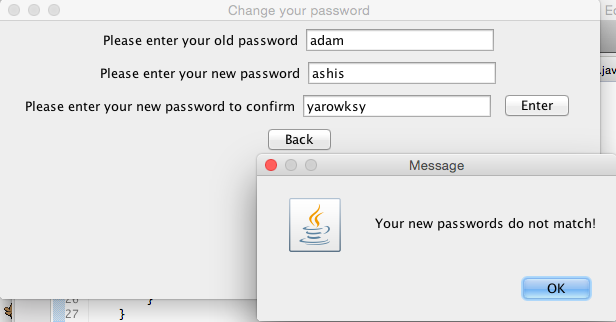 Change your password
Please enter your old password adam
Please enter your new password ashis
Please enter your new password to confirm yarowksy Enter
Back
Message
Your new passwords do not match!
OK
.jav
26 }
27 }